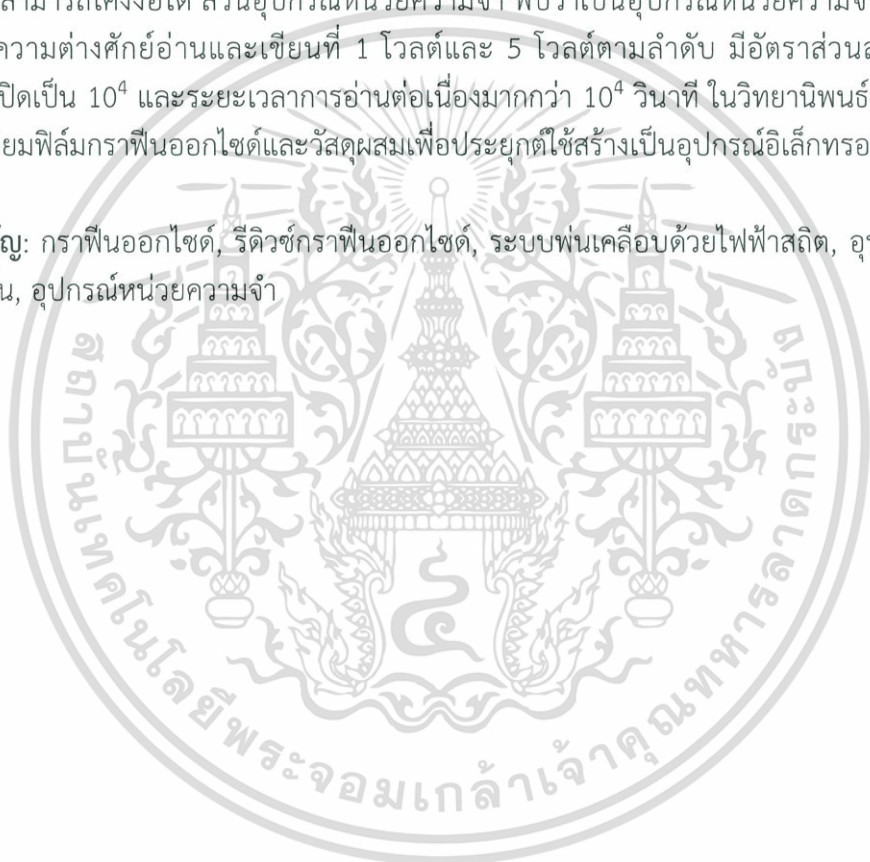 สามารถโค้งงอได้ ส่วนอุปกรณ์หน่วยความจำ พบว่าเป็นอุปกรณ์หน่วยความจ
ความต่างศักย์อ่านและเขียนที่ 1 โวลต์และ 5 โวลต์ตามลำดับ มีอัตราส่วนส
ปิดเป็น 10⁴ และระยะเวลาการอ่านต่อเนื่องมากกว่า 10⁴ วินาที ในวิทยานิพนธ์
ยมฟิล์มกราฟีนออกไซด์และวัสดุผสมเพื่อประยุกต์ใช้สร้างเป็นอุปกรณ์อิเล็กทรอ
ัญ: กราฟีนออกไซด์, รีดิวซ์กราฟีนออกไซด์, ระบบพ่นเคลือบด้วยไฟฟ้าสถิต, อุ
น, อุปกรณ์หน่วยความจำ
สถาบันเทคโนโลยีพระจอมเกล้าเจ้าคุณทหารลาดกระบัง